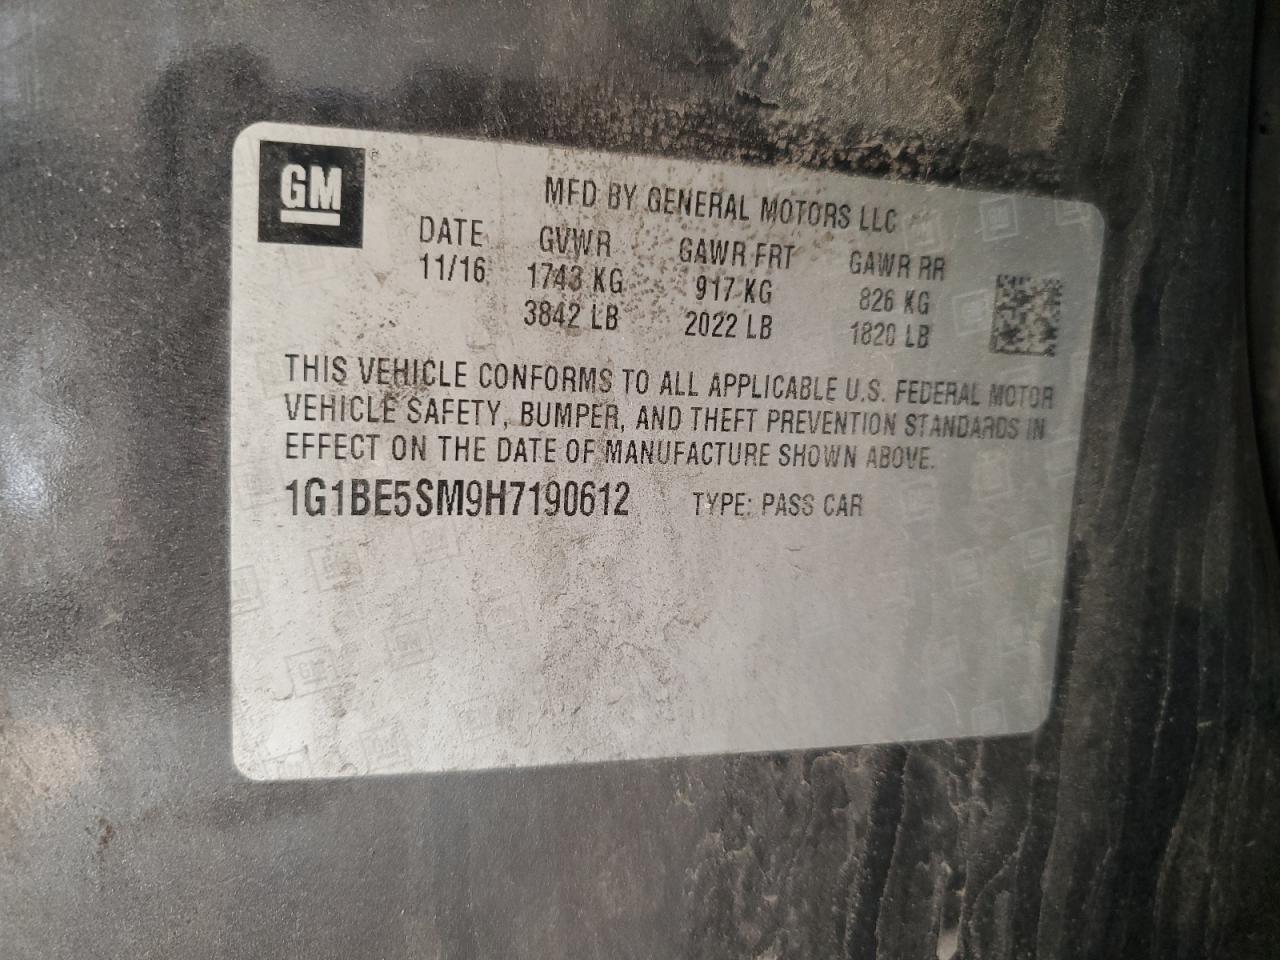 GM
MFD BY GENERAL MOTORS LLC
DATE GVWR GAWR FRT GAWR RR
11/16 1743 KG 917 KG 826 KG
3842 LB 2022 LB 1820 LB
THIS VEHICLE CONFORMS TO ALL APPLICABLE U.S. FEDERAL MOTOR
VEHICLE SAFETY, BUMPER, AND THEFT PREVENTION STANDARDS IN
EFFECT ON THE DATE OF MANUFACTURE SHOWN ABOVE.
1G1BE5SM9H7190612 TYPE: PASS CAR